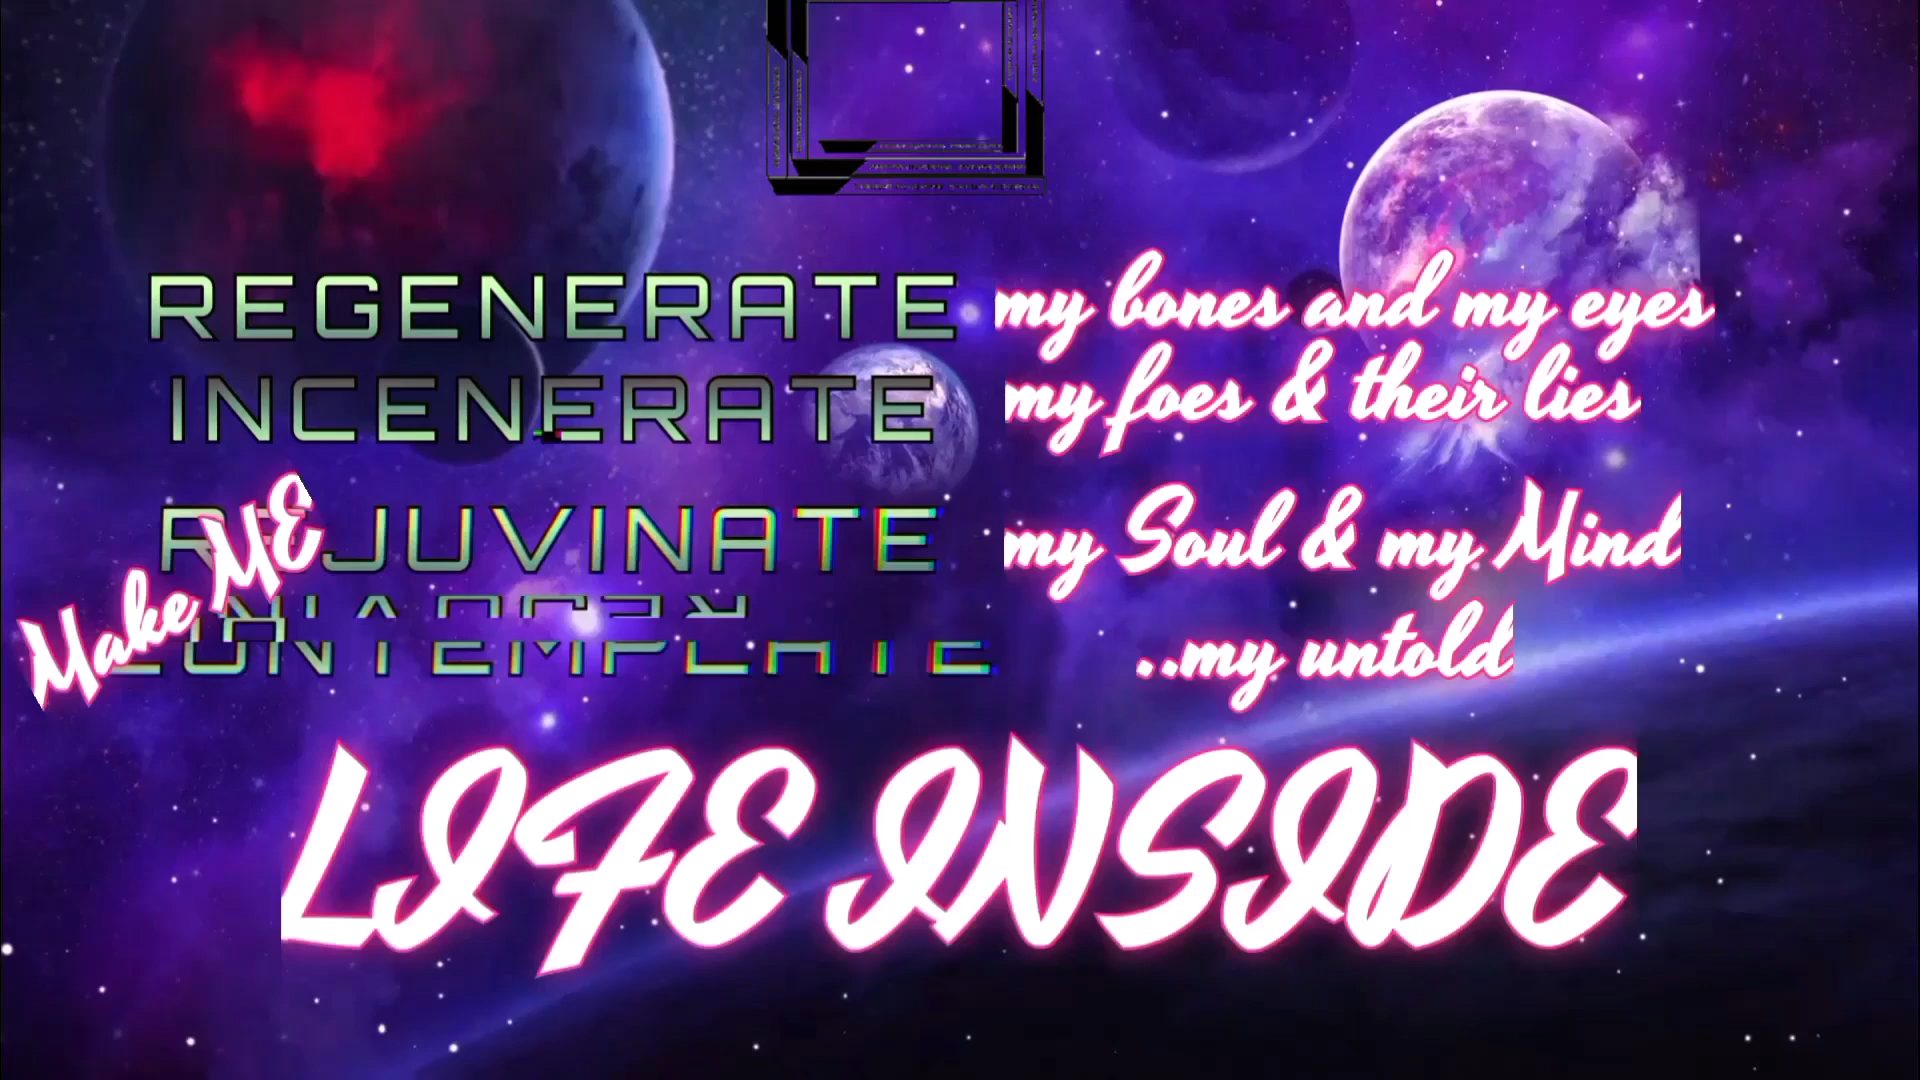 REGENERATE my bones and my eyes
INCENERATE my foes & their lies
Make ME
REJUVINATE my Soul & my Mind
CONTEMPLATE ..my untold
LIFE INSIDE